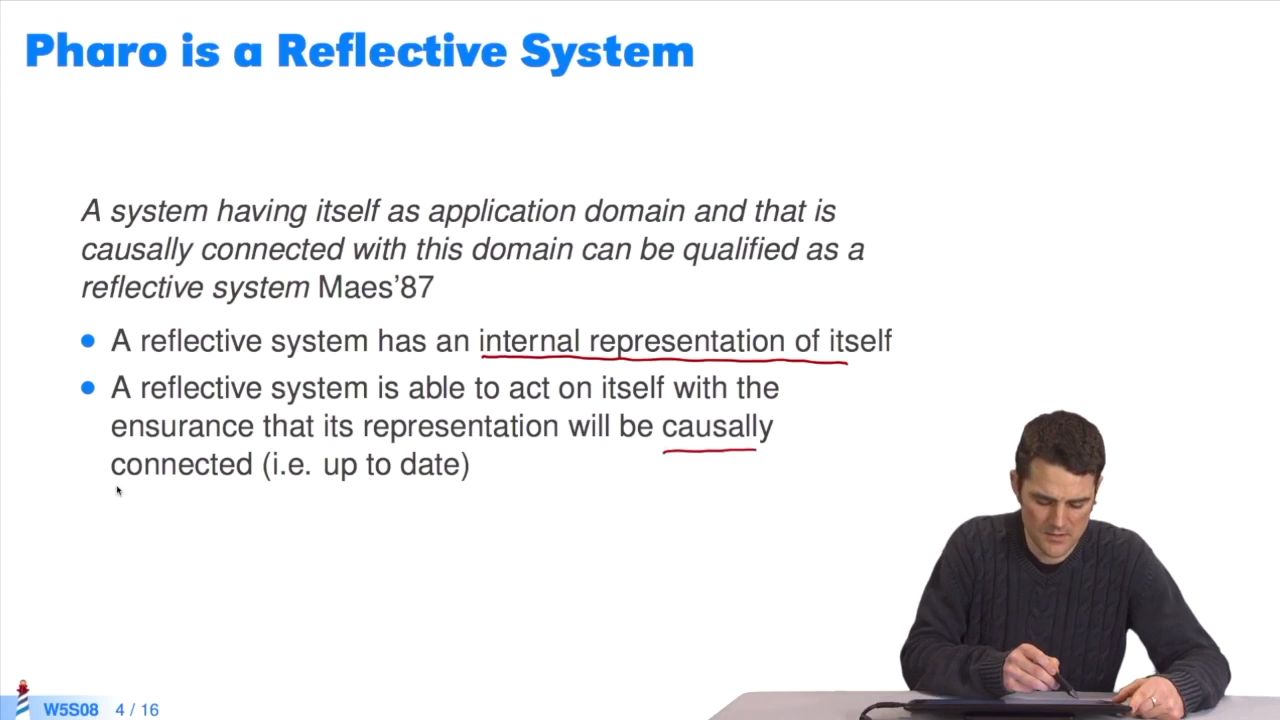 Pharo is a Reflective System
A system having itself as application domain and that is
causally connected with this domain can be qualified as a
reflective system Maes’87
A reflective system has an internal representation of itself
A reflective system is able to act on itself with the
ensurance that its representation will be causally
connected (i.e. up to date)
W5S08 4 / 16